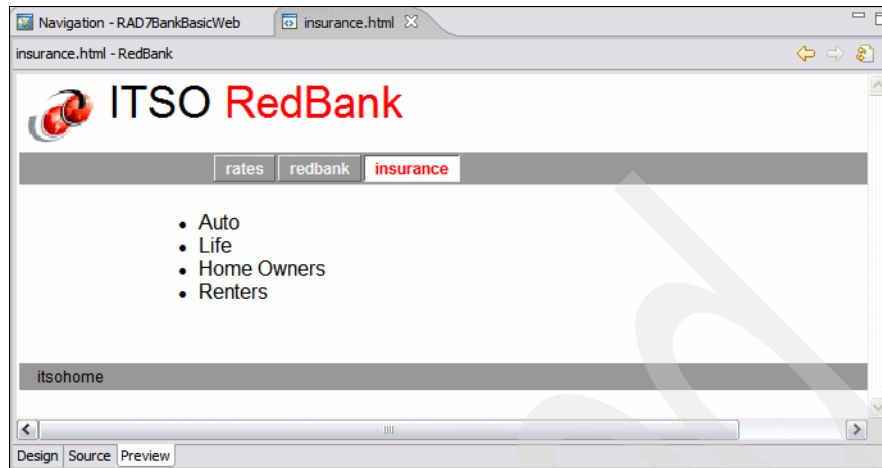 Navigation - RAD7BankBasicWeb insurance.html
insurance.html - RedBank
ITSO RedBank
rates redbank insurance
Auto
Life
Home Owners
Renters
itsohome
Design Source Preview